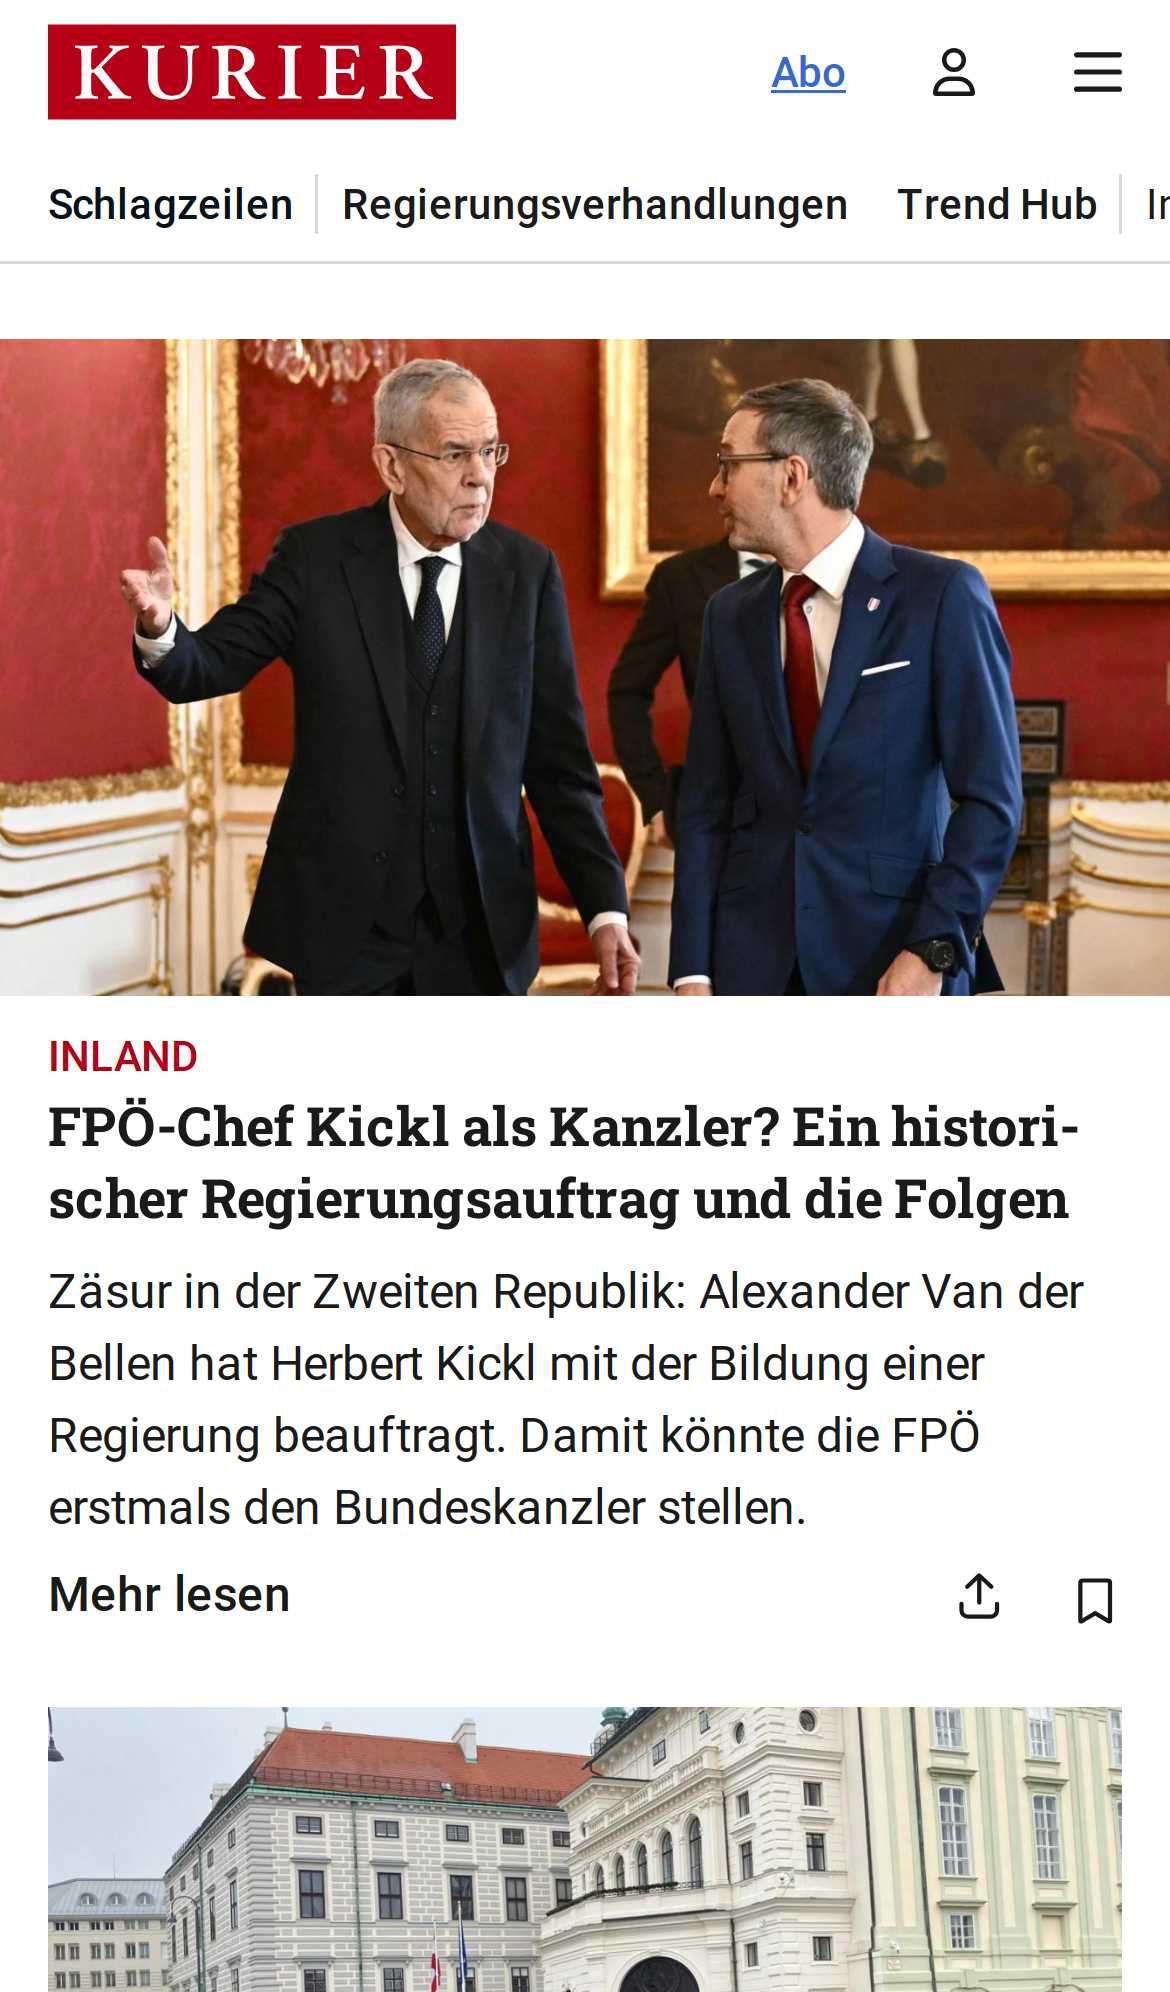 KURIER
Abo
Schlagzeilen
Regierungsverhandlungen
Trend Hub
FPÖ-Chef Kickl als Kanzler? Ein histori-
scher Regierungsauftrag und die Folgen
INLAND
Zäsur in der Zweiten Republik: Alexander Van der
Bellen hat Herbert Kickl mit der Bildung einer
Regierung beauftragt. Damit könnte die FPÖ
erstmals den Bundeskanzler stellen.
Mehr lesen